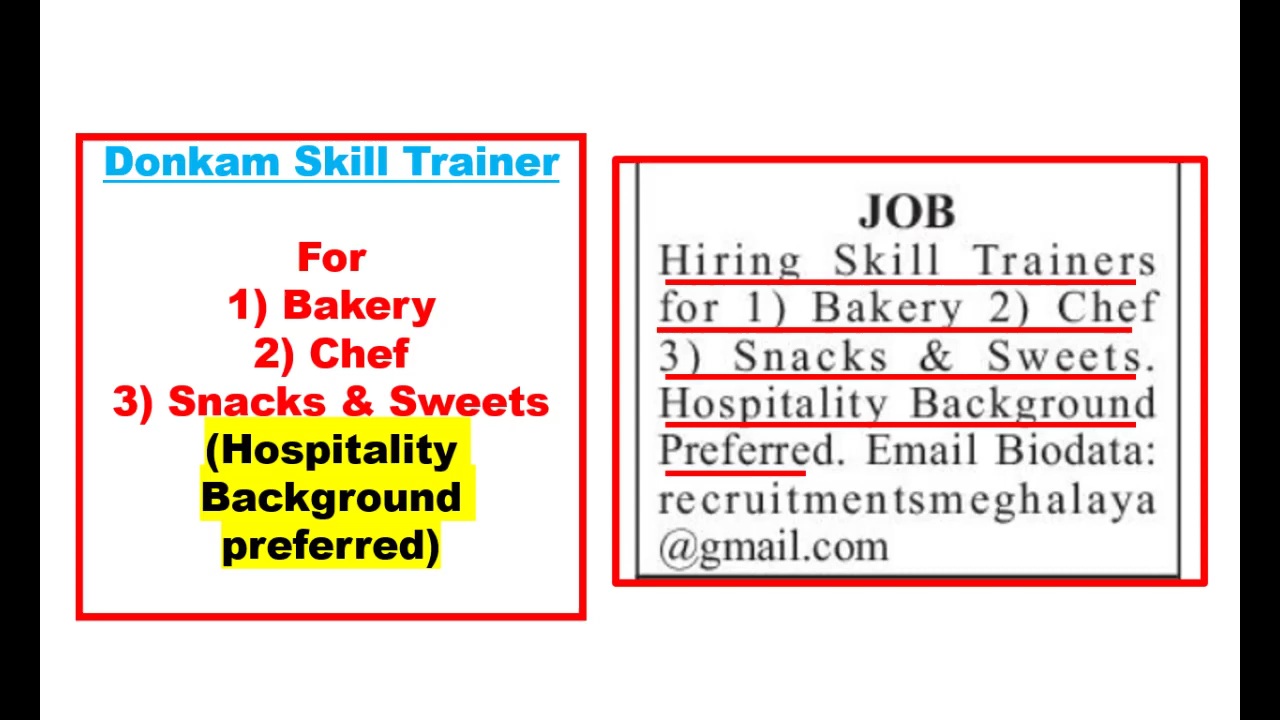 Donkam Skill Trainer
For
1) Bakery
2) Chef
3) Snacks & Sweets
(Hospitality
Background
preferred)
JOB
Hiring Skill Trainers
for 1) Bakery 2) Chef
3) Snacks & Sweets.
Hospitality Background
Preferred. Email Biodata:
recruitmentsmeghalaya
@gmail.com